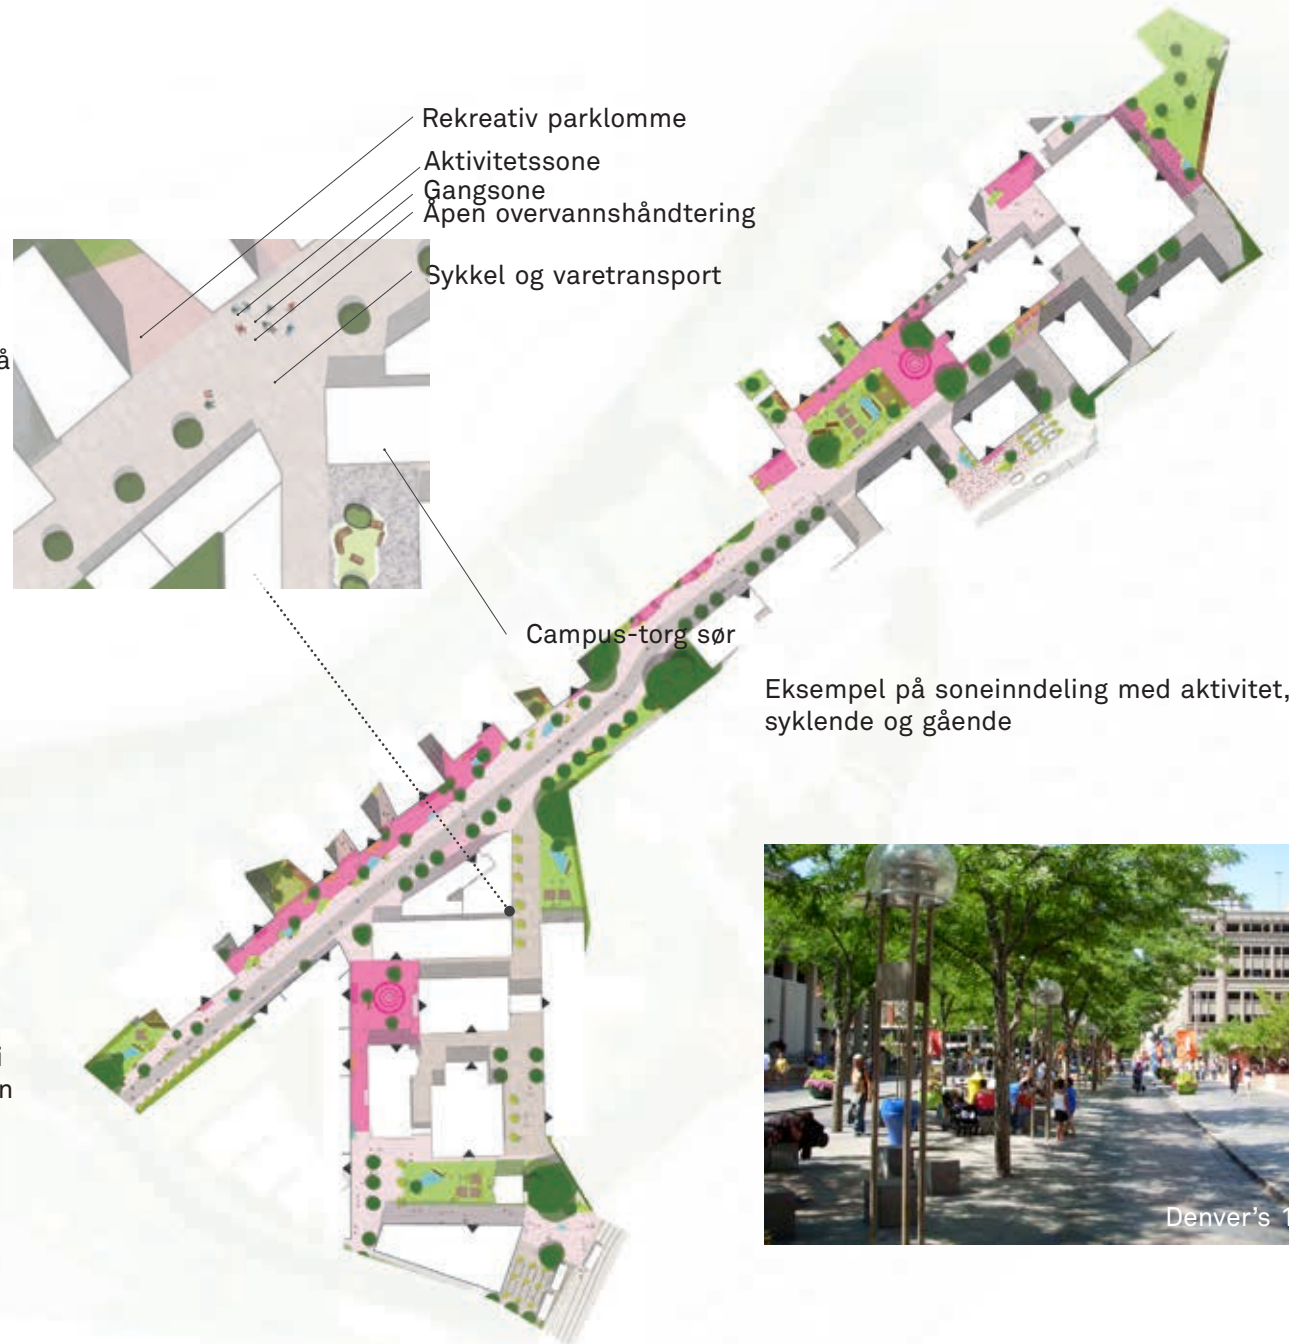 Rekreativ parklomme
Aktivitetssone
Gangsone
Åpen overvannshåndtering
Sykkel og varetransport
å
Campus-torg sør
Eksempel på soneinndeling med aktivitet,
syklende og gående
i
n
Denver's 1